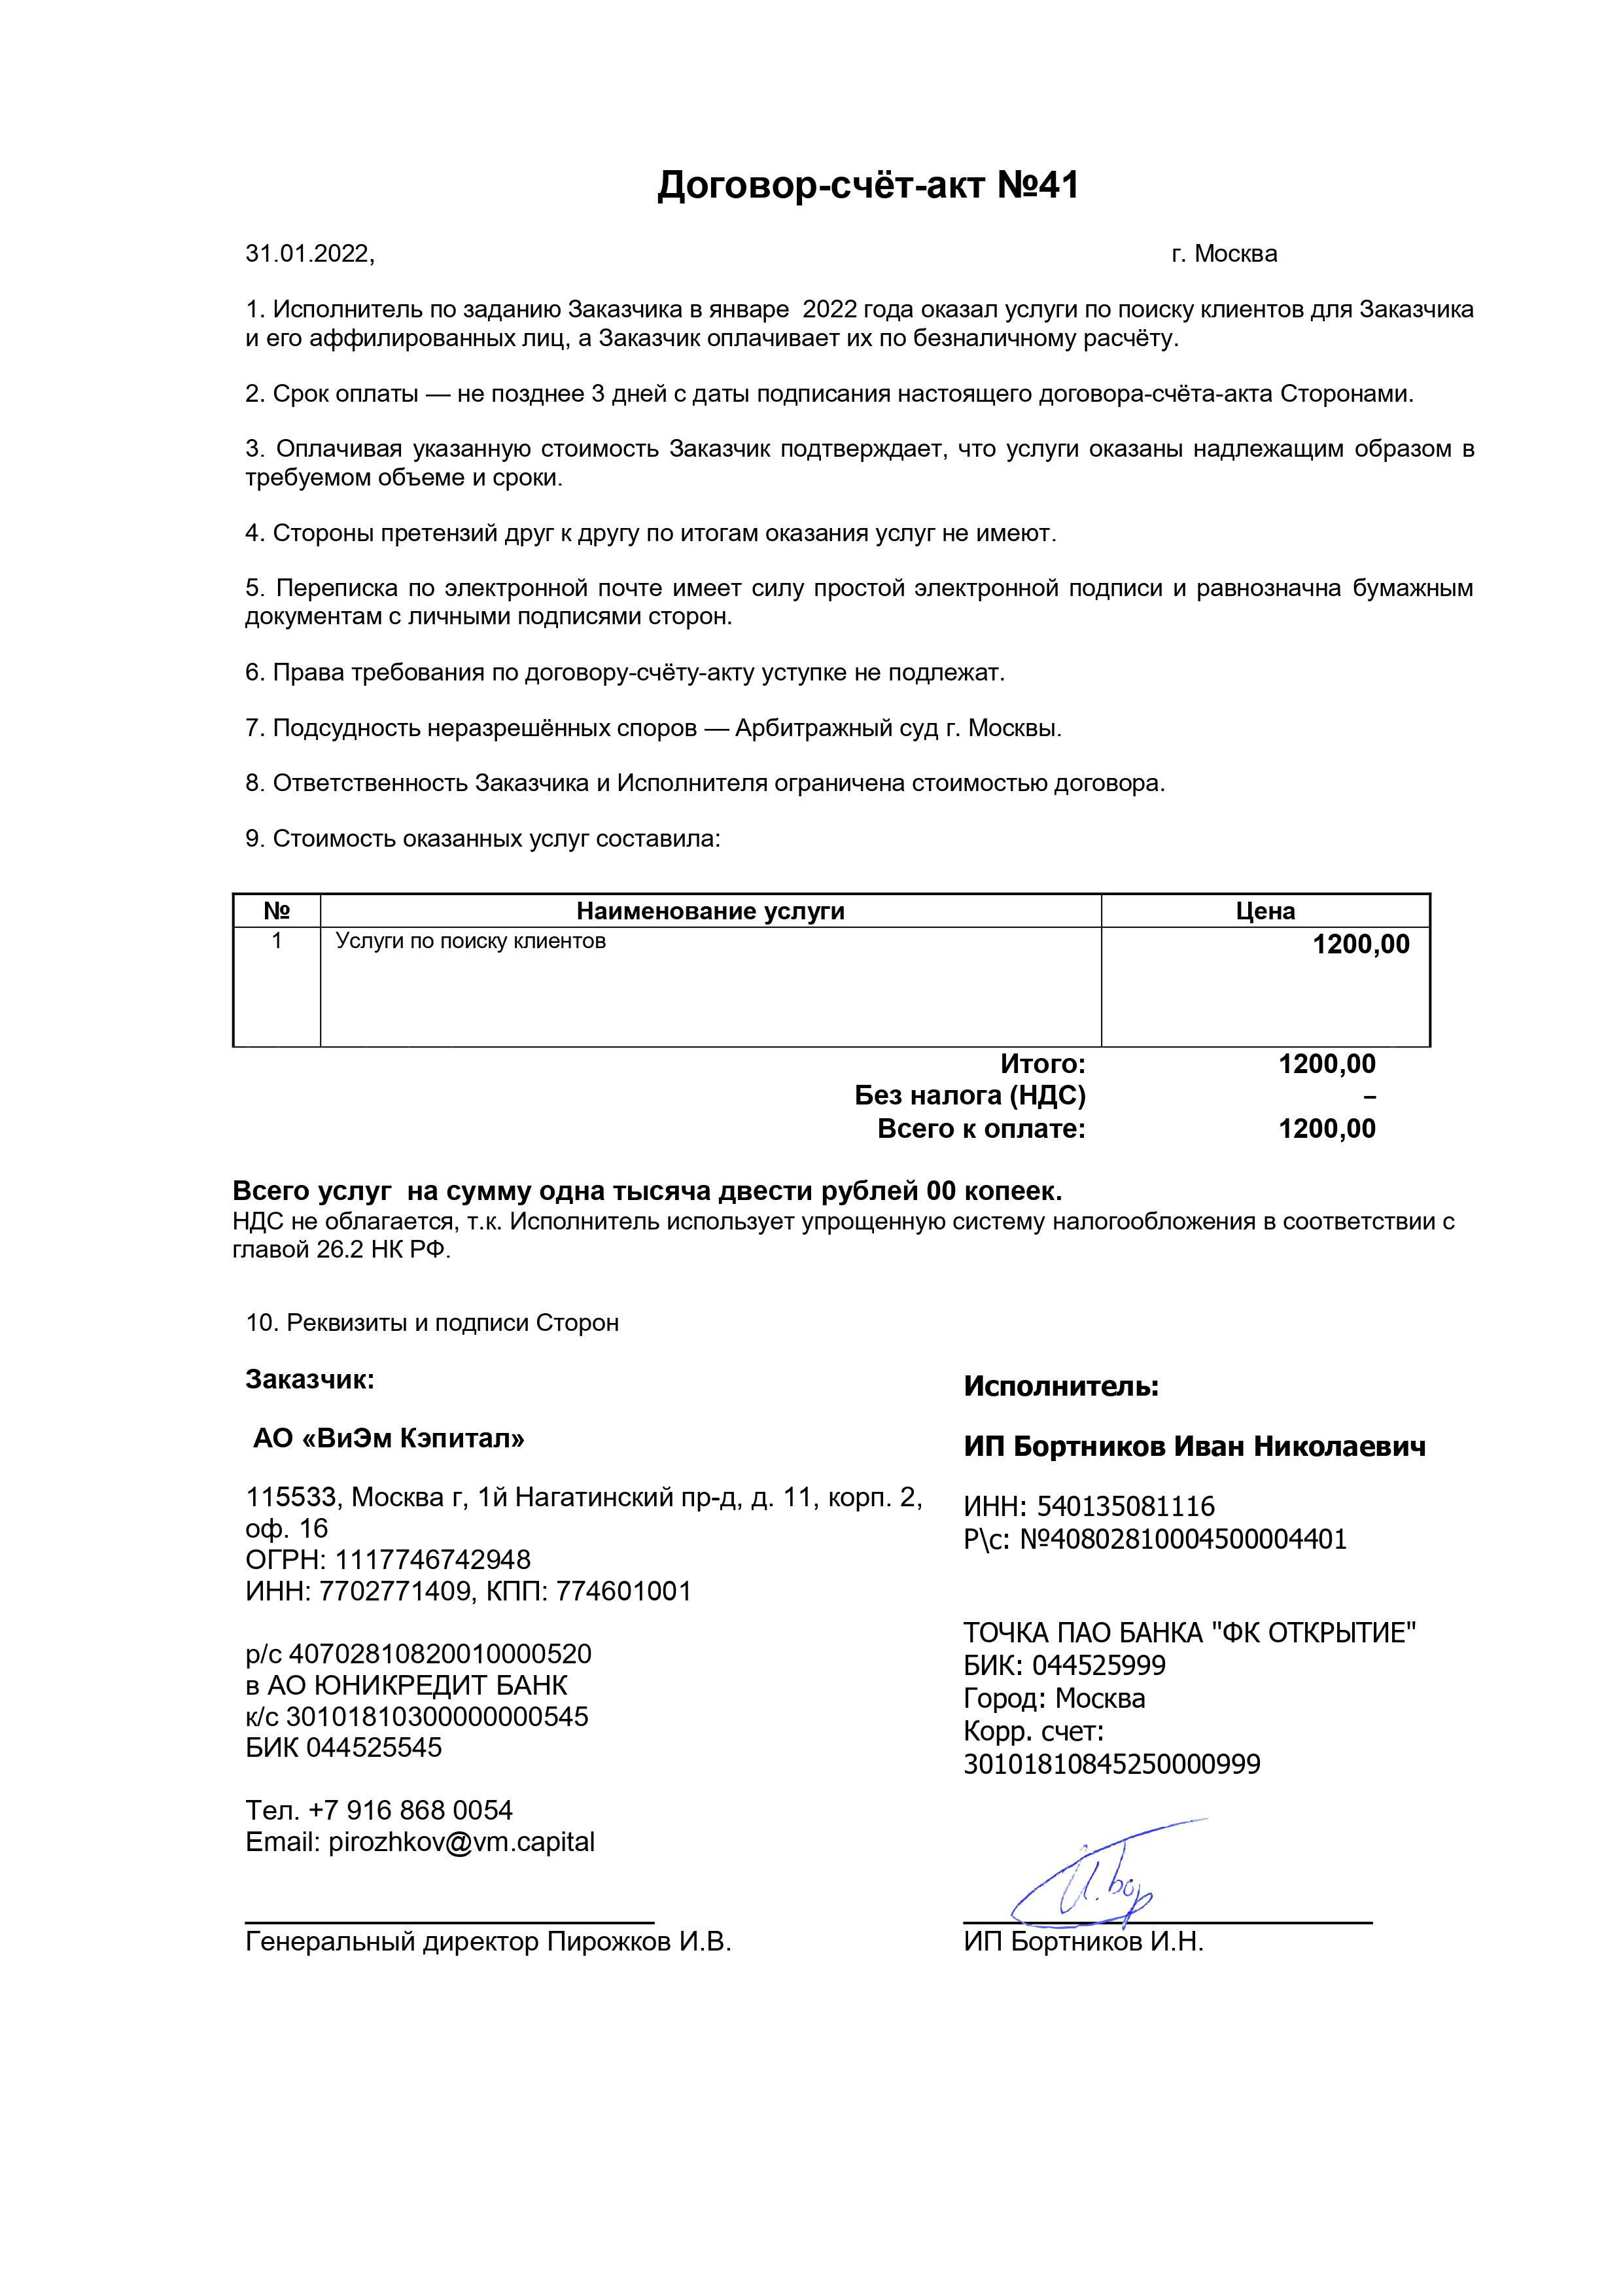 Договор-счёт-акт №41
31.01.2022, г. Москва
1. Исполнитель по заданию Заказчика в январе  2022 года оказал услуги по поиску клиентов для Заказчика
и его аффилированных лиц, а Заказчик оплачивает их по безналичному расчёту.
2. Срок оплаты — не позднее 3 дней с даты подписания настоящего договора-счёта-акта Сторонами.
3. Оплачивая указанную стоимость Заказчик подтверждает, что услуги оказаны надлежащим образом в
требуемом объеме и сроки.
4. Стороны претензий друг к другу по итогам оказания услуг не имеют.
5. Переписка по электронной почте имеет силу простой электронной подписи и равнозначна бумажным
документам с личными подписями сторон.
6. Права требования по договору-счёту-акту уступке не подлежат.
7. Подсудность неразрешённых споров — Арбитражный суд г. Москвы.
8. Ответственность Заказчика и Исполнителя ограничена стоимостью договора.
9. Стоимость оказанных услуг составила:
№ Наименование услуги Цена
1 Услуги по поиску клиентов 1200,00
Итого: 1200,00
Без налога (НДС) –
Всего к оплате: 1200,00
Всего услуг  на сумму одна тысяча двести рублей 00 копеек.
НДС не облагается, т.к. Исполнитель использует упрощенную систему налогообложения в соответствии с
главой 26.2 НК РФ.
10. Реквизиты и подписи Сторон
Заказчик:
АО «ВиЭм Кэпитал»
115533, Москва г, 1й Нагатинский пр-д, д. 11, корп. 2,
оф. 16
ОГРН: 1117746742948
ИНН: 7702771409, КПП: 774601001
р/с 40702810820010000520
в АО ЮНИКРЕДИТ БАНК
к/с 30101810300000000545
БИК 044525545
Тел. +7 916 868 0054
Email: pirozhkov@vm.capital
Генеральный директор Пирожков И.В.
Исполнитель:
ИП Бортников Иван Николаевич
ИНН: 540135081116
Р\с: №40802810004500004401
ТОЧКА ПАО БАНКА "ФК ОТКРЫТИЕ"
БИК: 044525999
Город: Москва
Корр. счет:
30101810845250000999
И.Бор
ИП Бортников И.Н.